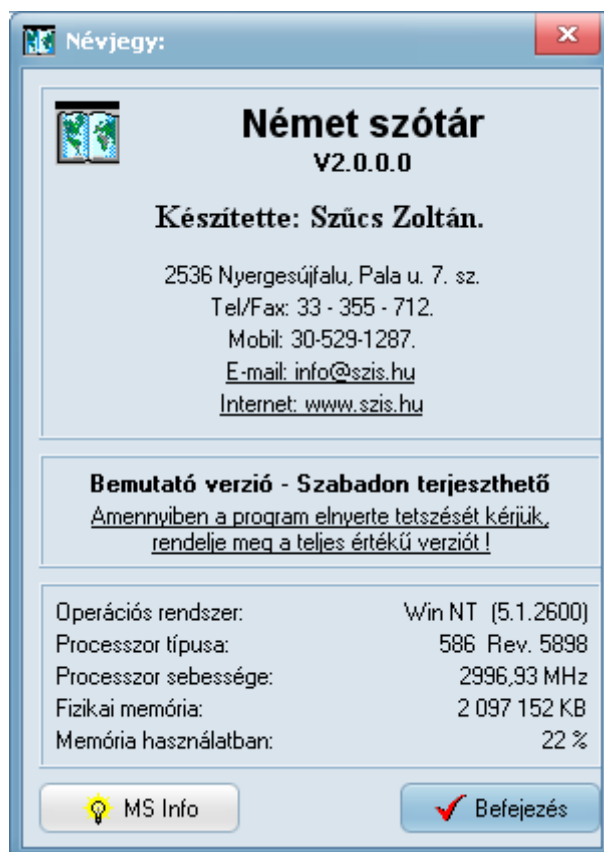 Névjegy:
Német szótár
V2.0.0.0
Készítette: Szűcs Zoltán.
2536 Nyergesújfalu, Pala u. 7. sz.
Tel/Fax: 33 - 355 - 712.
Mobil: 30-529-1287.
E-mail: info@szis.hu
Internet: www.szis.hu
Bemutató verzió - Szabadon terjeszthető
Amennyiben a program elnyerte tetszését kérjük,
rendelje meg a teljes értékű verziót !
Operációs rendszer: Win NT (5.1.2600)
Processzor típusa: 586 Rev. 5898
Processzor sebessége: 2996,93 MHz
Fizikai memória: 2 097 152 KB
Memória használatban: 22 %
MS Info Befejezés